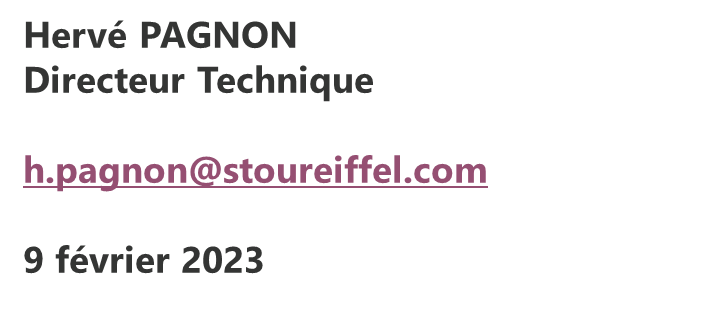 Hervé PAGNON
Directeur Technique
h.pagnon@stoureiffel.com
9 février 2023